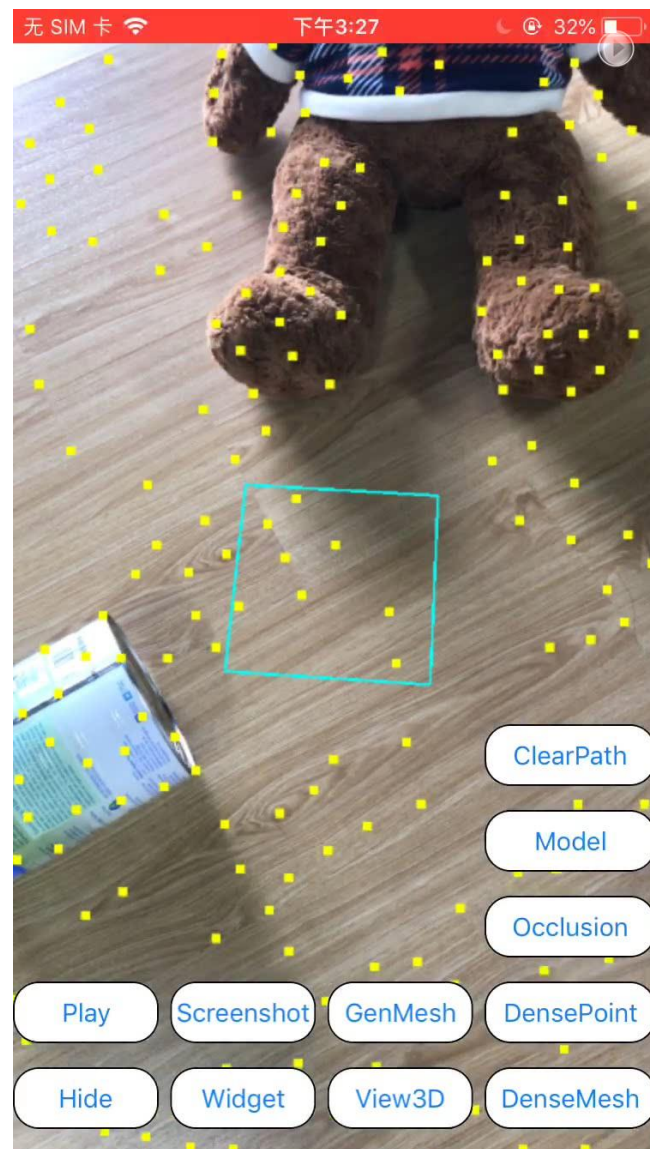 无 SIM 卡 下午3:27 32%
ClearPath
Model
Occlusion
Play Screenshot GenMesh DensePoint
Hide Widget View3D DenseMesh